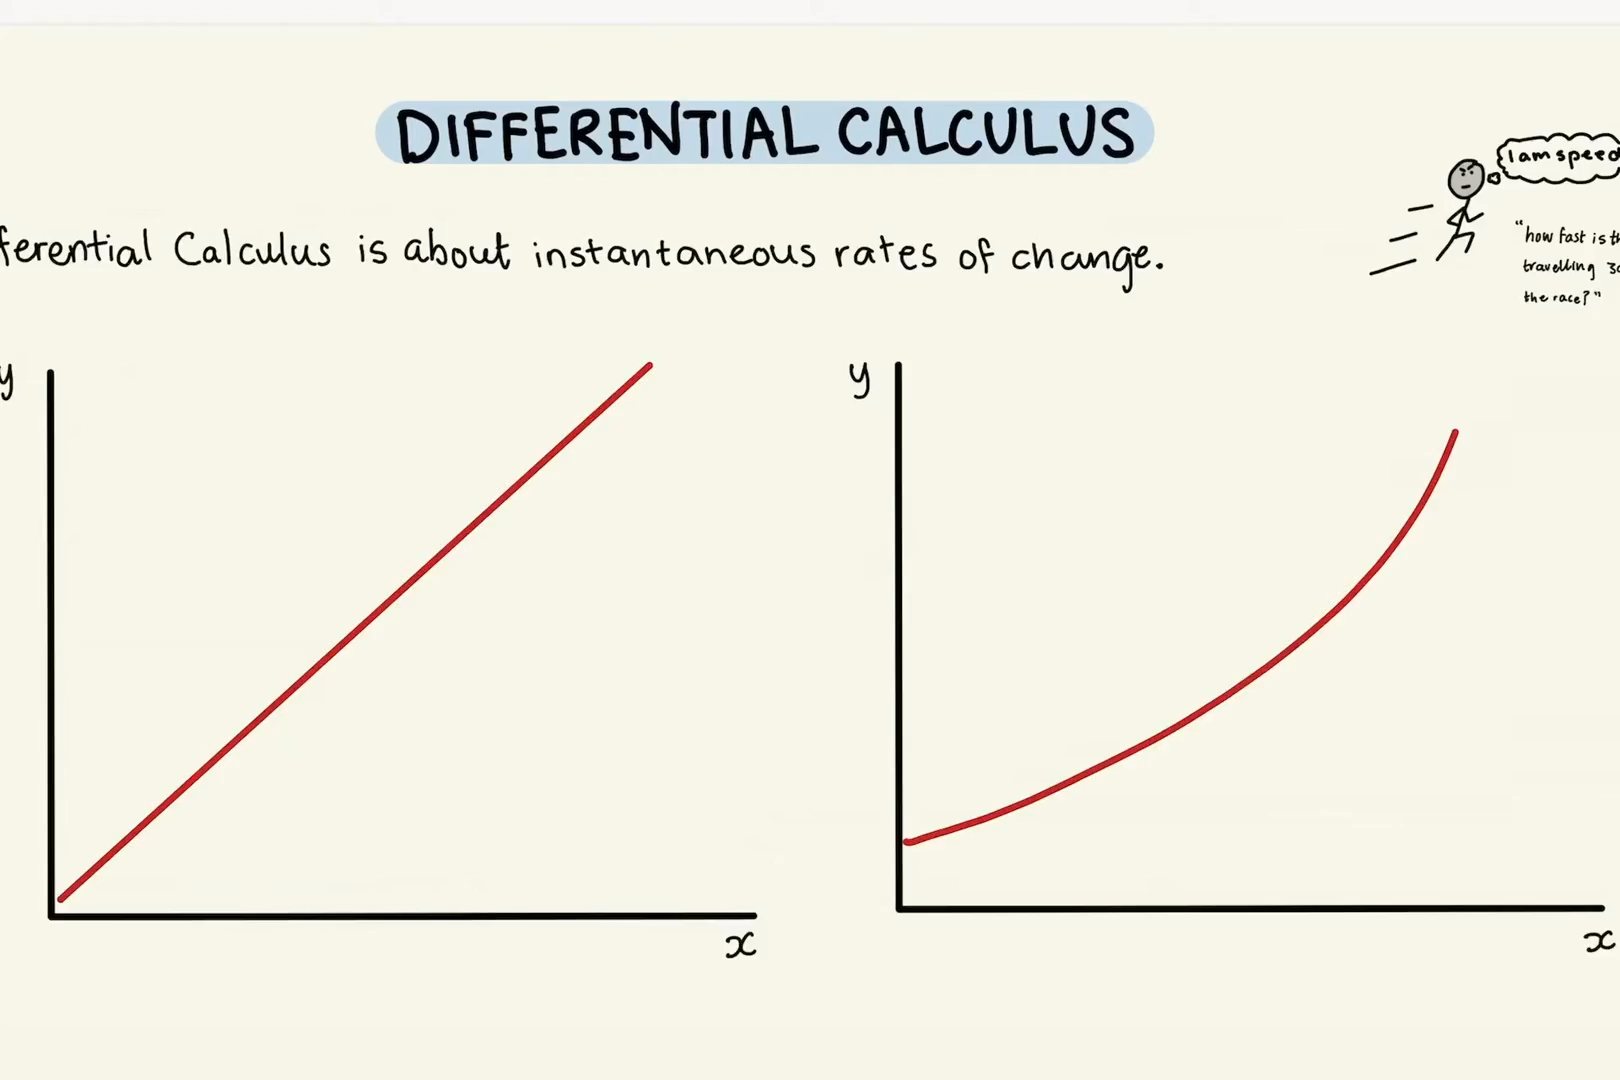 DIFFERENTIAL CALCULUS
I am speed
ferential Calculus is about instantaneous rates of change.
"how fast is
travelling
the race?"
y
y
x
x